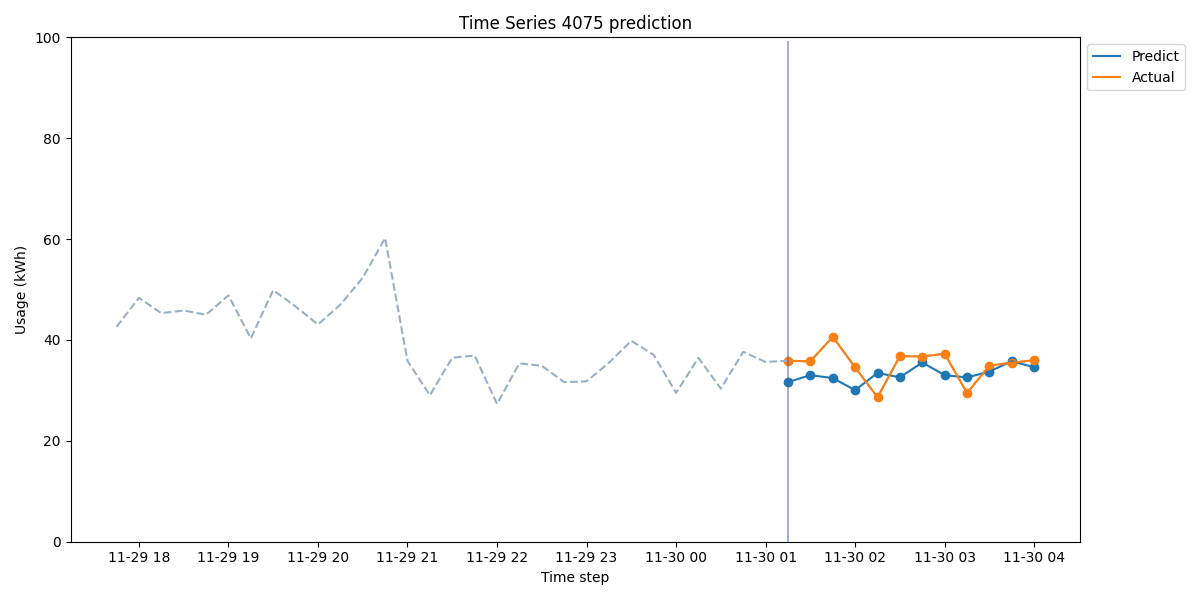 Time Series 4075 prediction
Predict
Actual
Usage (kWh)
100
80
60
40
20
0
11-29 18 11-29 19 11-29 20 11-29 21 11-29 22 11-29 23 11-30 00 11-30 01 11-30 02 11-30 03 11-30 04
Time step